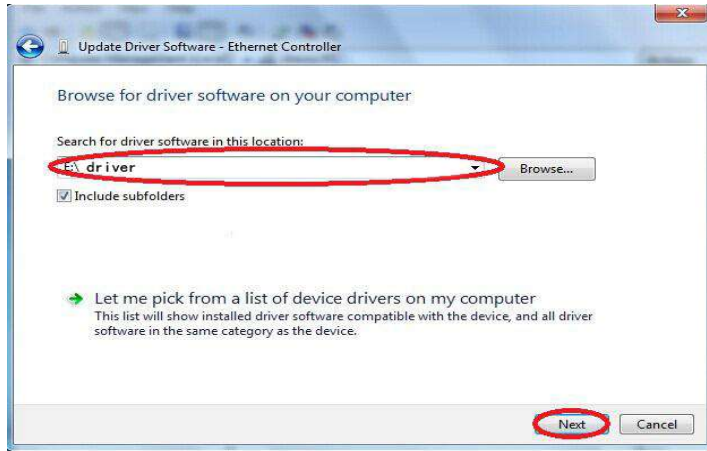 Update Driver Software - Ethernet Controller
Browse for driver software on your computer
Search for driver software in this location:
E:\ driver
Browse...
Include subfolders
Let me pick from a list of device drivers on my computer
This list will show installed driver software compatible with the device, and all driver
software in the same category as the device.
Next
Cancel